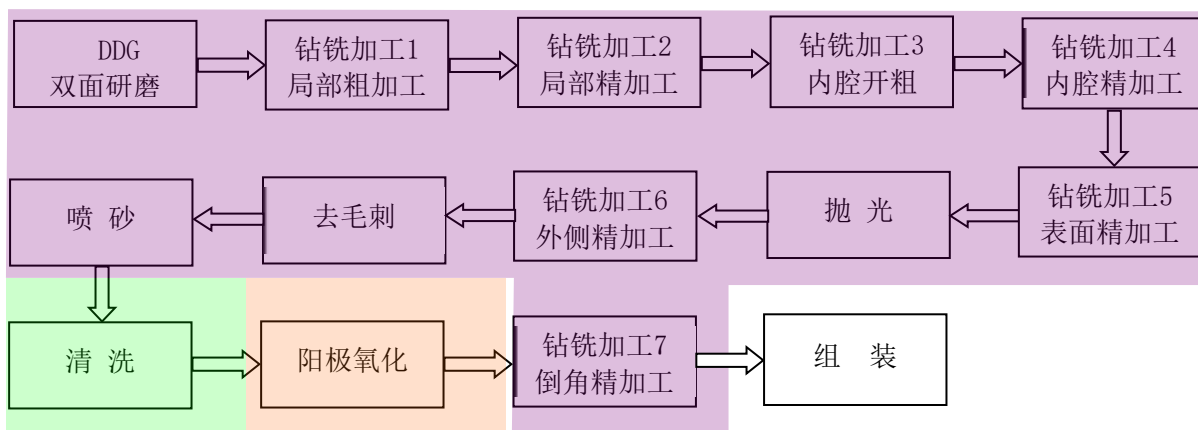 DDG
双面研磨
钻铣加工1
局部粗加工
钻铣加工2
局部精加工
钻铣加工3
内腔开粗
钻铣加工4
内腔精加工
钻铣加工5
表面精加工
抛 光
钻铣加工6
外侧精加工
去毛刺
喷 砂
清 洗
阳极氧化
钻铣加工7
倒角精加工
组 装